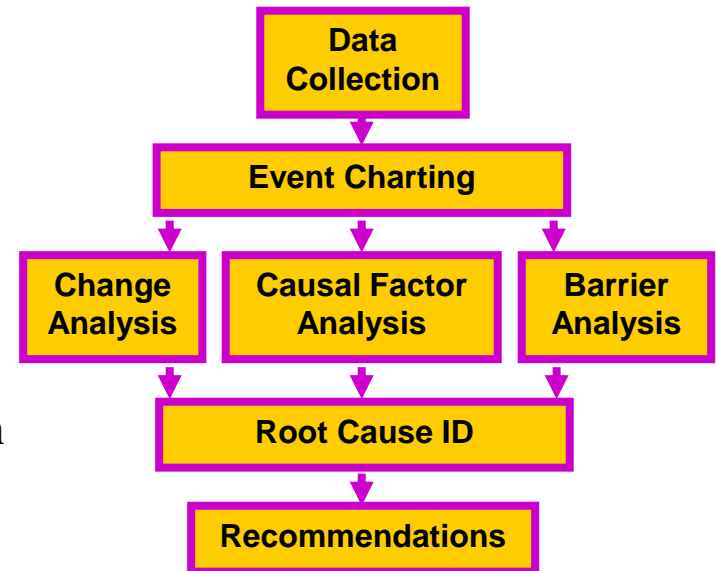 Data
Collection
Event Charting
Change
Analysis
Causal Factor
Analysis
Barrier
Analysis
Root Cause ID
Recommendations